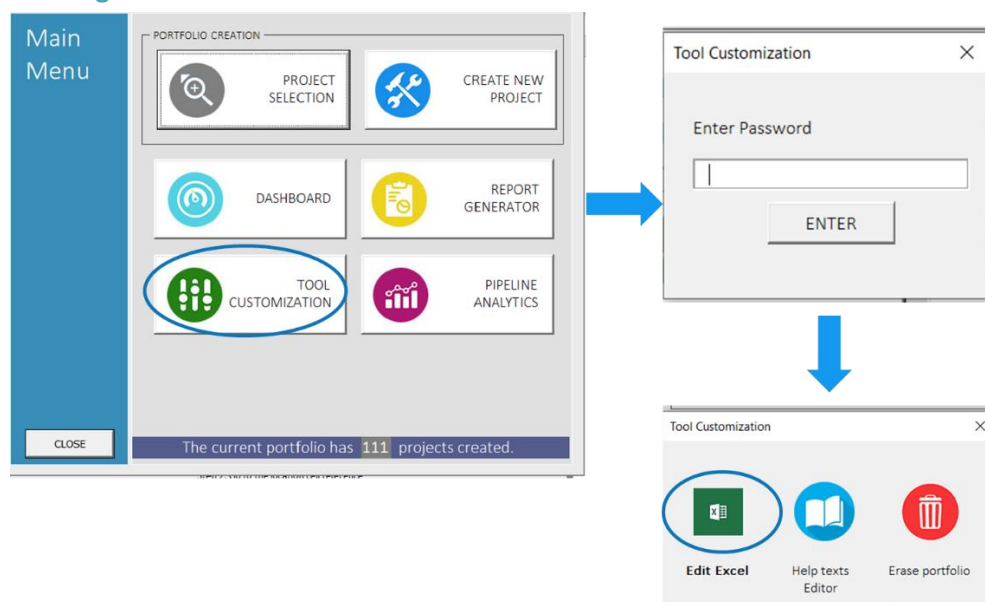 Main
Menu
PORTFOLIO CREATION
PROJECT
SELECTION
CREATE NEW
PROJECT
DASHBOARD
REPORT
GENERATOR
TOOL
CUSTOMIZATION
PIPELINE
ANALYTICS
CLOSE
The current portfolio has 111 projects created.
Tool Customization
Enter Password
ENTER
Tool Customization
Edit Excel
Help texts
Editor
Erase portfolio